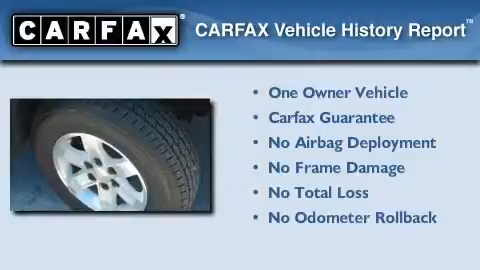 CARFAX® CARFAX Vehicle History Report™
• One Owner Vehicle
• Carfax Guarantee
• No Airbag Deployment
• No Frame Damage
• No Total Loss
• No Odometer Rollback